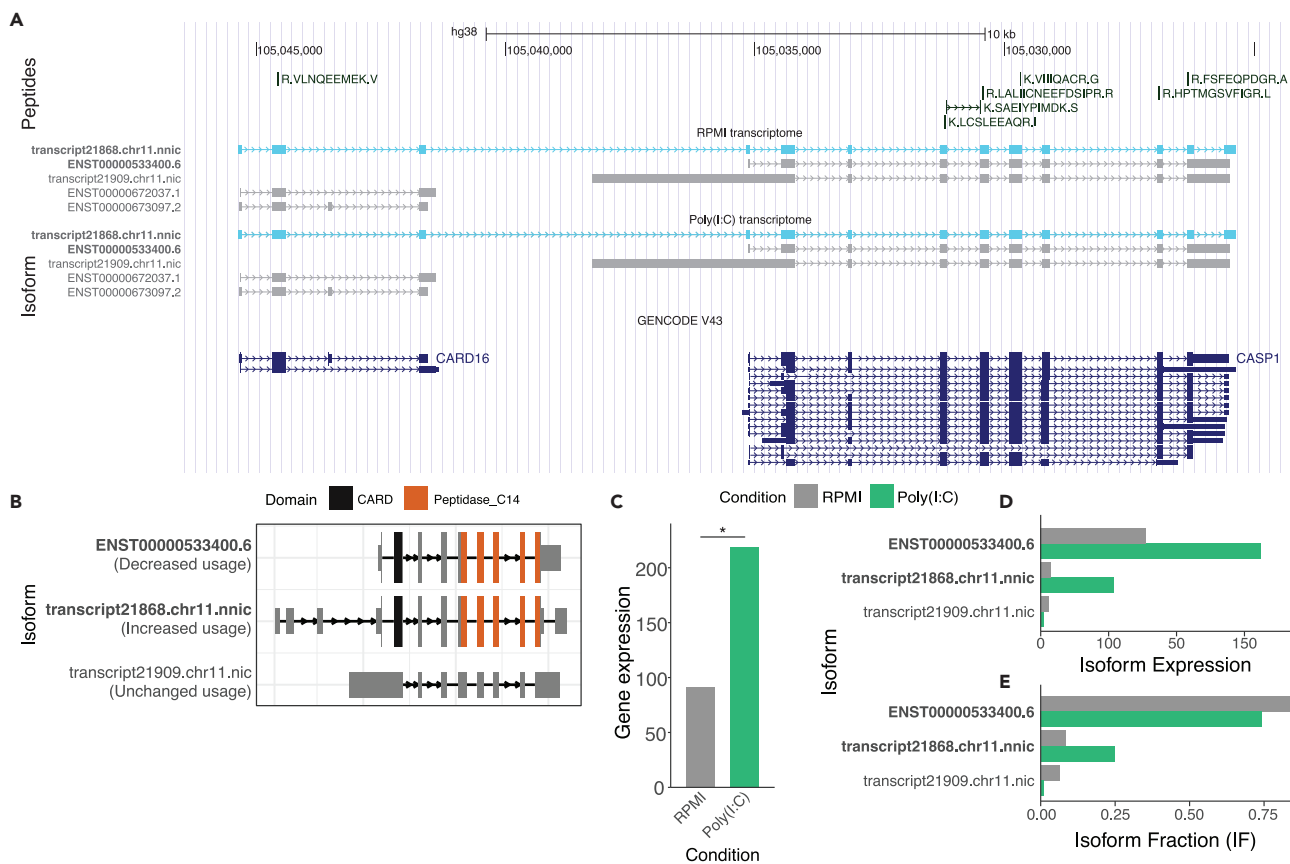 A
hg38
10 kb
105,045,000
105,040,000
105,035,000
105,030,000
Peptides
R.VLNQEEMEK.V
K.VIIIQACR.G
R.FSFEQPDGR.A
R.LALIICNEEFDSIPR.R
R.HPTMGSVFIGR.L
K.SAEIYPIMDK.S
K.LCSLEEAQR.I
RPMI transcriptome
transcript21868.chr11.nnic
ENST00000533400.6
transcript21909.chr11.nic
ENST00000672037.1
ENST00000673097.2
Poly(I:C) transcriptome
Isoform
transcript21868.chr11.nnic
ENST00000533400.6
transcript21909.chr11.nic
ENST00000672037.1
ENST00000673097.2
GENCODE V43
CARD16
CASP1
B
Domain
CARD
Peptidase_C14
Isoform
ENST00000533400.6
(Decreased usage)
transcript21868.chr11.nnic
(Increased usage)
transcript21909.chr11.nic
(Unchanged usage)
C
Condition
RPMI
Poly(I:C)
*
Gene expression
200
150
100
50
0
RPMI
Poly(I:C)
Condition
D
Isoform
ENST00000533400.6
transcript21868.chr11.nnic
transcript21909.chr11.nic
0
100
50
150
Isoform Expression
E
ENST00000533400.6
transcript21868.chr11.nnic
transcript21909.chr11.nic
0.00
0.25
0.50
0.75
Isoform Fraction (IF)